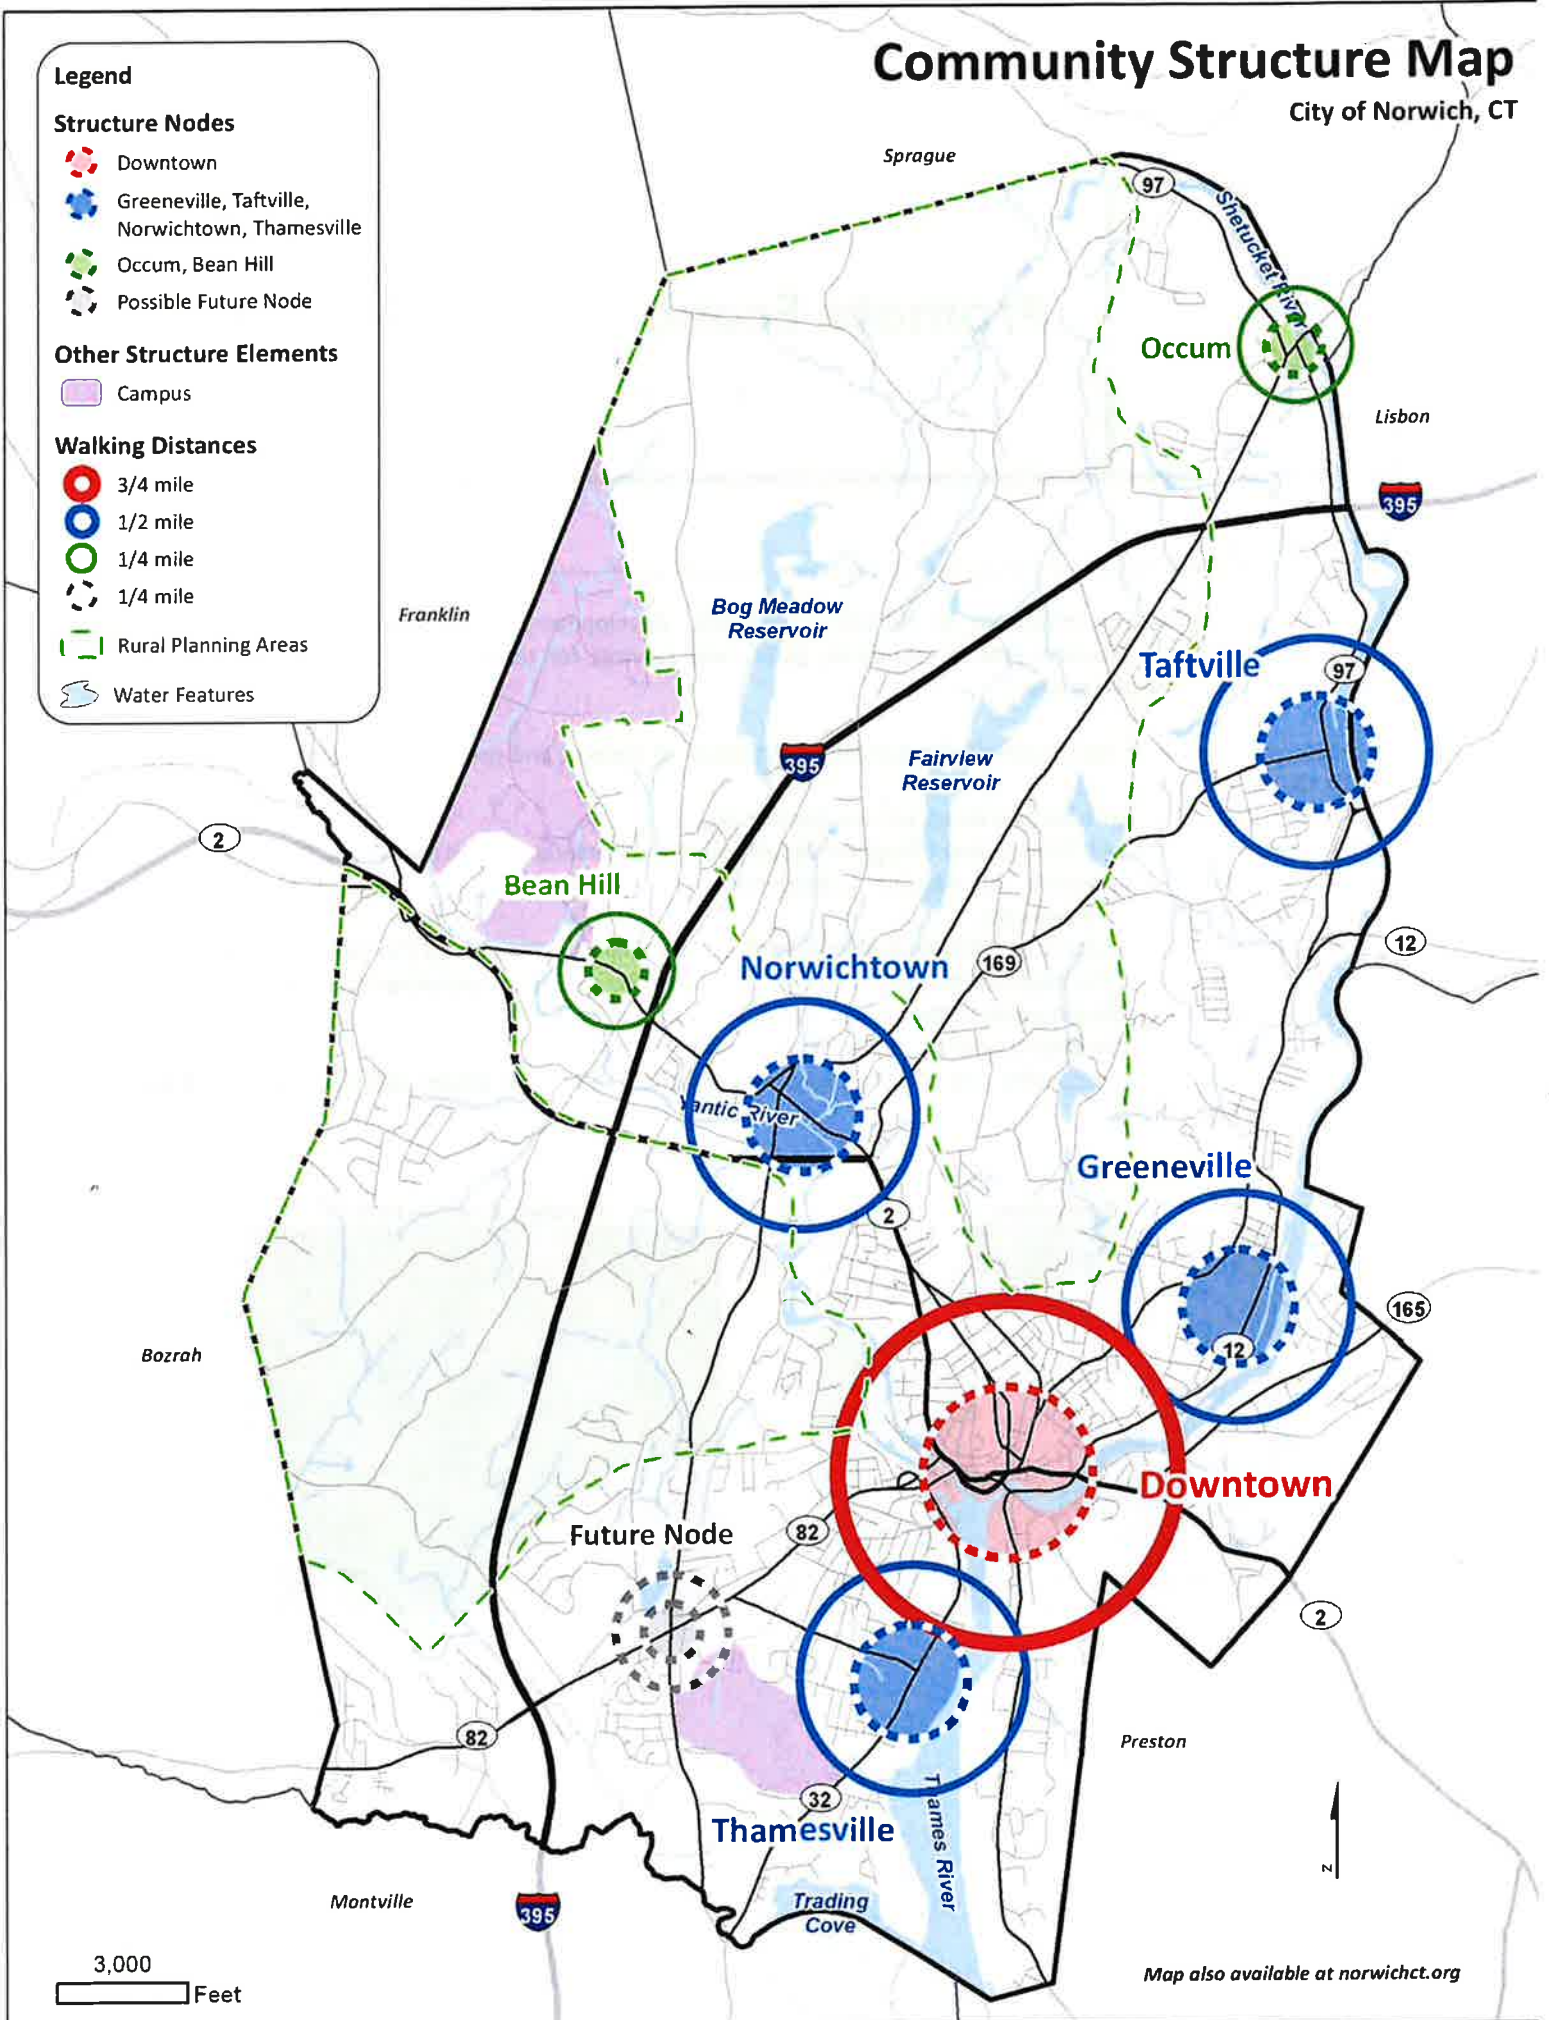 Community Structure Map
City of Norwich, CT
Legend
Structure Nodes
Downtown
Greeneville, Taftville,
Norwichtown, Thamesville
Occum, Bean Hill
Possible Future Node
Other Structure Elements
Campus
Walking Distances
3/4 mile
1/2 mile
1/4 mile
1/4 mile
Rural Planning Areas
Water Features
Sprague
97
Shetucket River
Occum
Lisbon
395
Franklin
Bog Meadow
Reservoir
Taftville
97
395
Fairview
Reservoir
2
Bean Hill
12
Norwichtown
169
Yantic River
Greeneville
2
165
12
Bozrah
Downtown
Future Node
82
2
82
Preston
32
Thamesville
Thames River
Trading
Cove
Montville
395
z
3,000
Feet
Map also available at norwichct.org